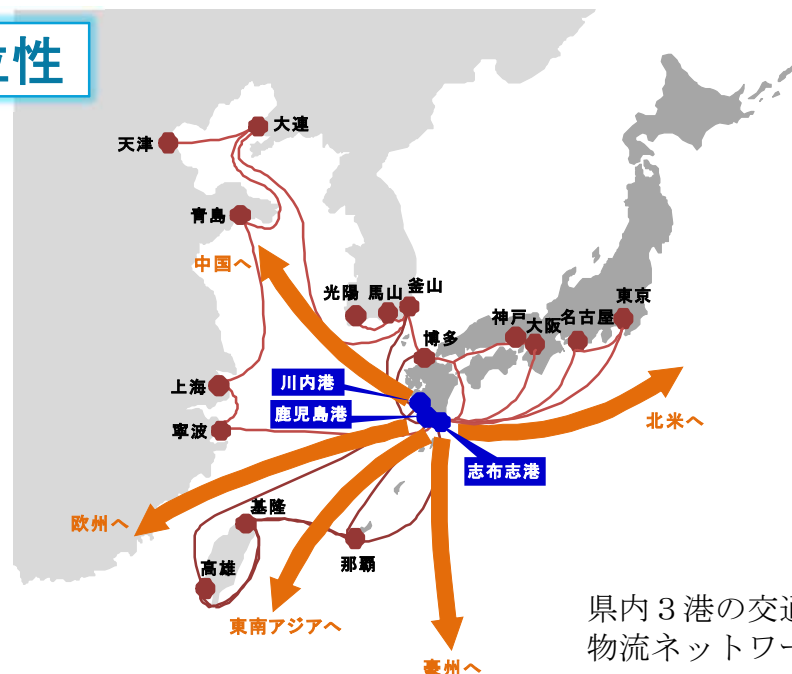 位性
大連
天津
青島
中国へ
光陽
馬山
釜山
神戸
大阪
名古屋
東京
博多
上海
川内港
鹿児島港
寧波
志布志港
北米へ
欧州へ
基隆
高雄
那覇
東南アジアへ
豪州へ
県内３港の交通
物流ネットワー